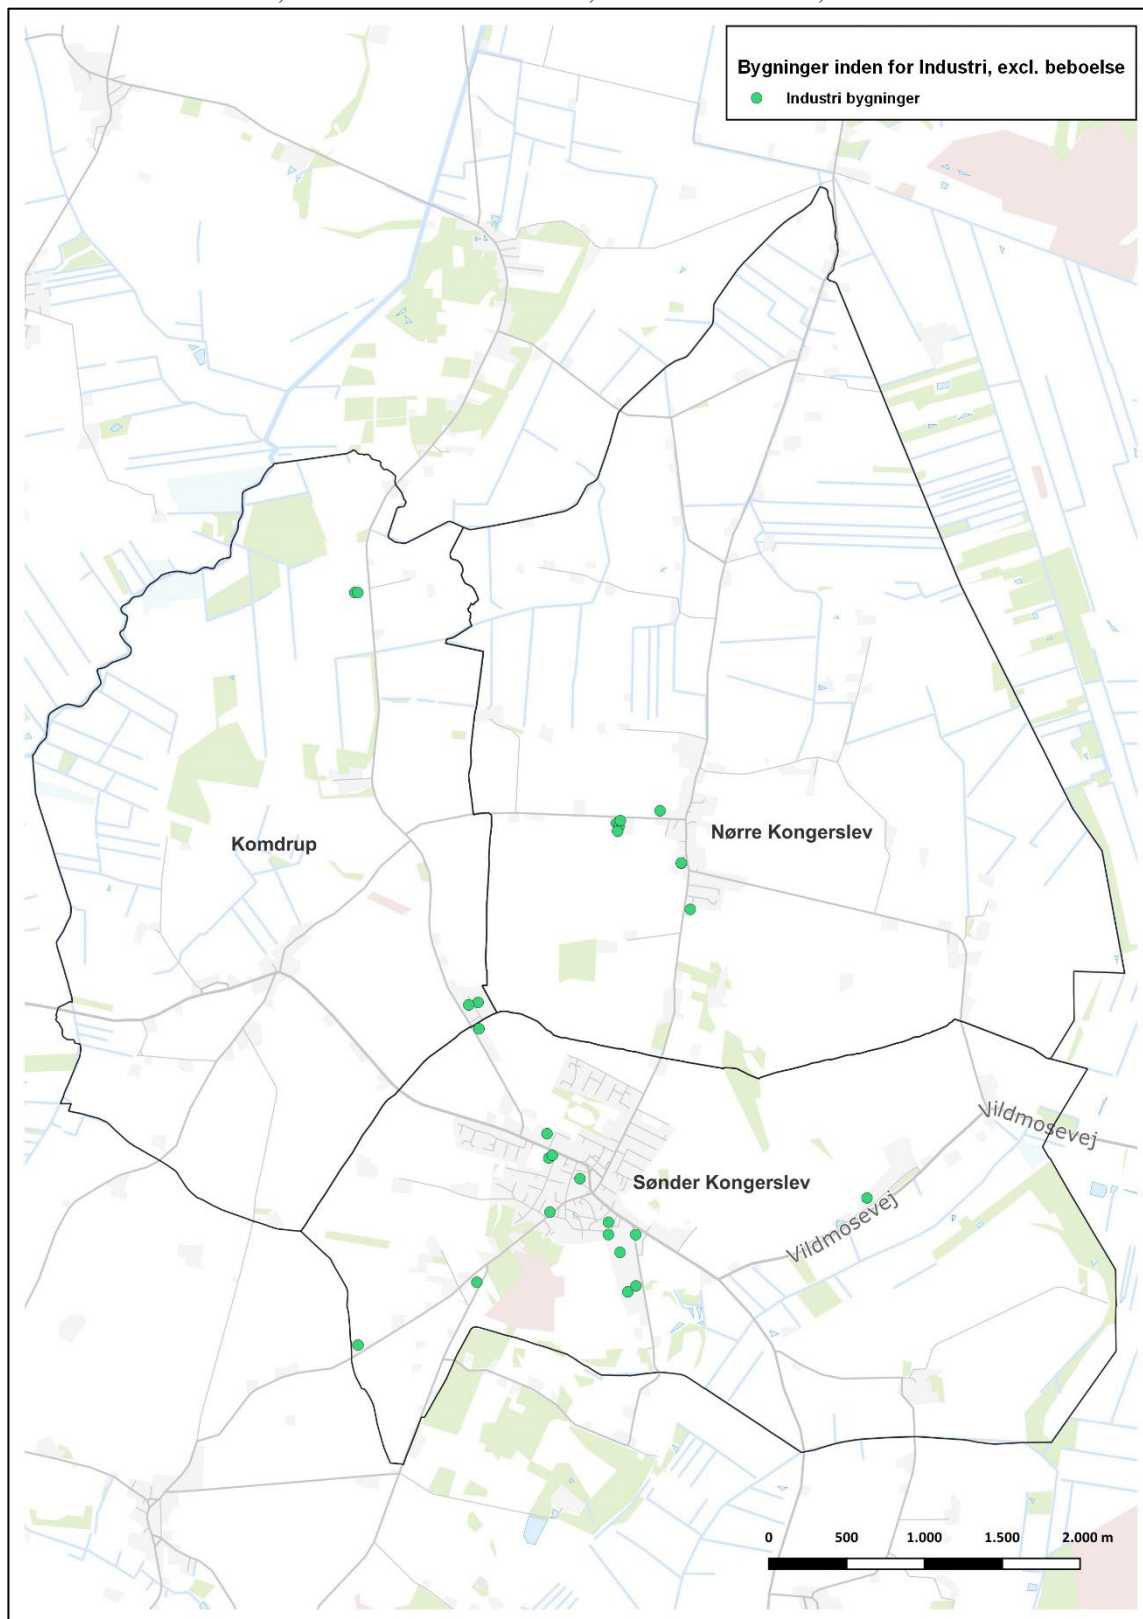 Bygninger inden for Industri, excl. beboelse
Industri bygninger
Komdrup
Nørre Kongerslev
Vildmosevej
Sønder Kongerslev
Vildmosevej
0 500 1.000 1.500 2.000 m